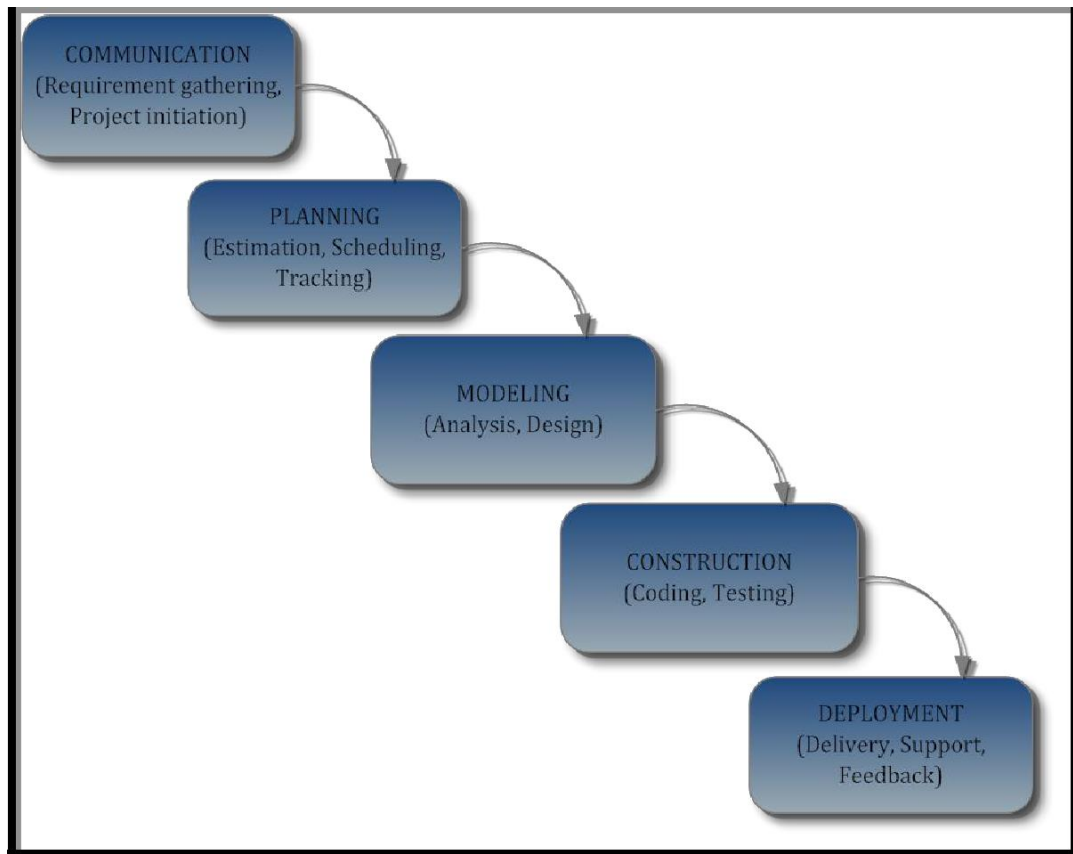 COMMUNICATION
(Requirement gathering,
Project initiation)
PLANNING
(Estimation, Scheduling,
Tracking)
MODELING
(Analysis, Design)
CONSTRUCTION
(Coding, Testing)
DEPLOYMENT
(Delivery, Support,
Feedback)